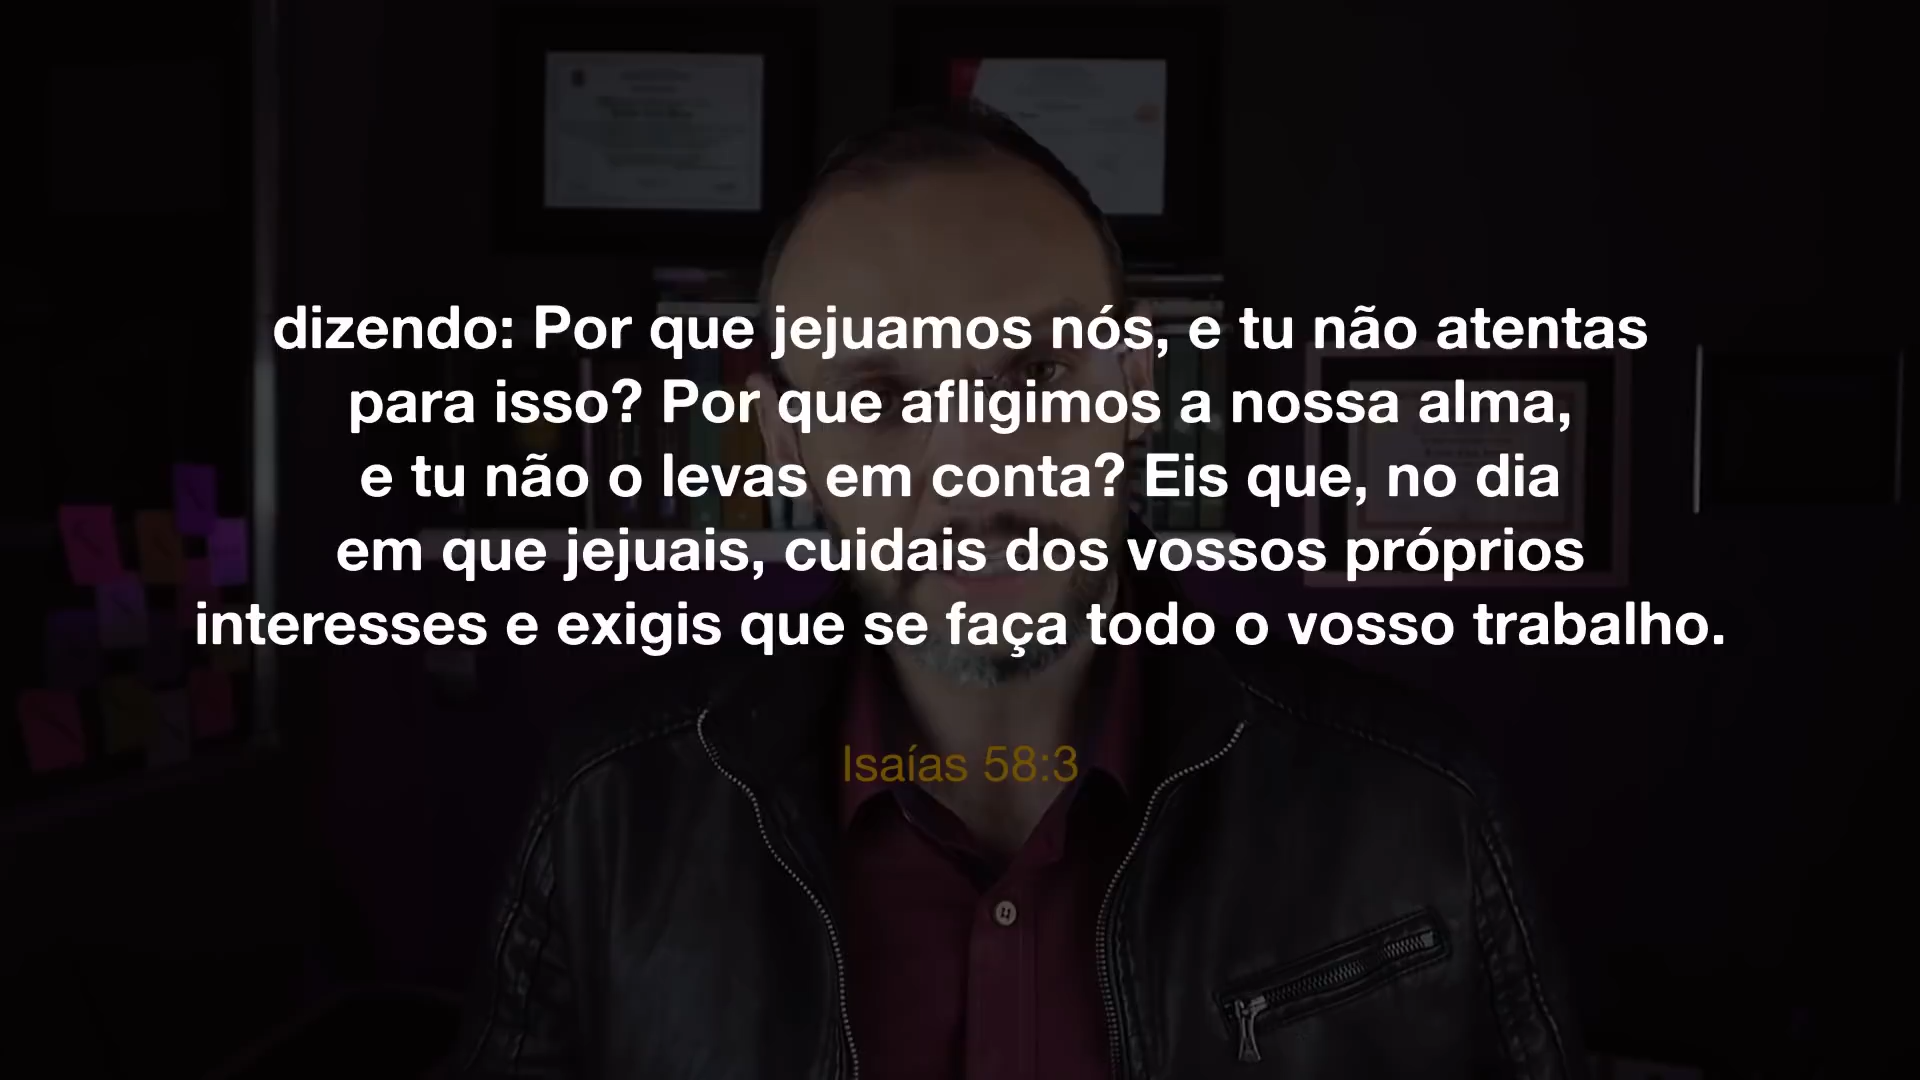 dizendo: Por que jejuamos nós, e tu não atentas
para isso? Por que afligimos a nossa alma,
e tu não o levas em conta? Eis que, no dia
em que jejuais, cuidais dos vossos próprios
interesses e exigis que se faça todo o vosso trabalho.
Isaías 58:3